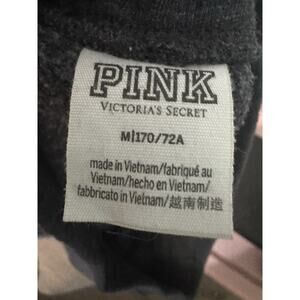 PINK
VICTORIA'S SECRET
M|170/72A
made in Vietnam/fabriqué au
Vietnam/hecho en Vietnam/
fabbricato in Vietnam/越南制造